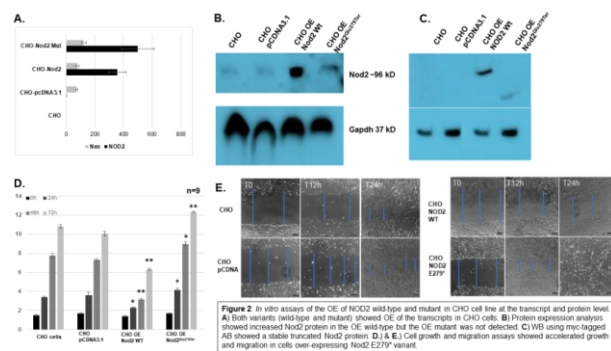 A.
CHO-Nod2 Mut
CHO-Nod2
CHO-pCDNA3.1
CHO
0 200 400 600 800
Neo NOD2
B.
CHO
CHO pCDNA3.1
CHO OE Nod2 Wt
CHO OE Nod2
Nod2 ~96 kD
Gapdh 37 kD
C.
CHO
CHO pCDNA3.1
CHO OE NOD2 Wt
CHO OE Nod2
D.
n=9
0h 24h
48h 72h
14
12
10
8
6
4
2
0
* ** ** * * **
CHO cells
CHO pCDNA3.1
CHO OE Nod2 WT
CHO OE
E.
T0 T12h T24h
CHO
CHO pCDNA
T0 T12h T24h
CHO NOD2 WT
CHO NOD2 E279*
Figure 2: In vitro assays of the OE of NOD2 wild-type and mutant in CHO cell line at the transcript and protein level.
A) Both variants (wild-type and mutant) showed OE of the transcripts in CHO cells. B) Protein expression analysis
showed increased Nod2 protein in the OE wild-type but the OE mutant was not detected. C) WB using myc-tagged
AB showed a stable truncated Nod2 protein. D.) & E.) Cell growth and migration assays showed accelerated growth
and migration in cells over-expressing Nod2 E279* variant.